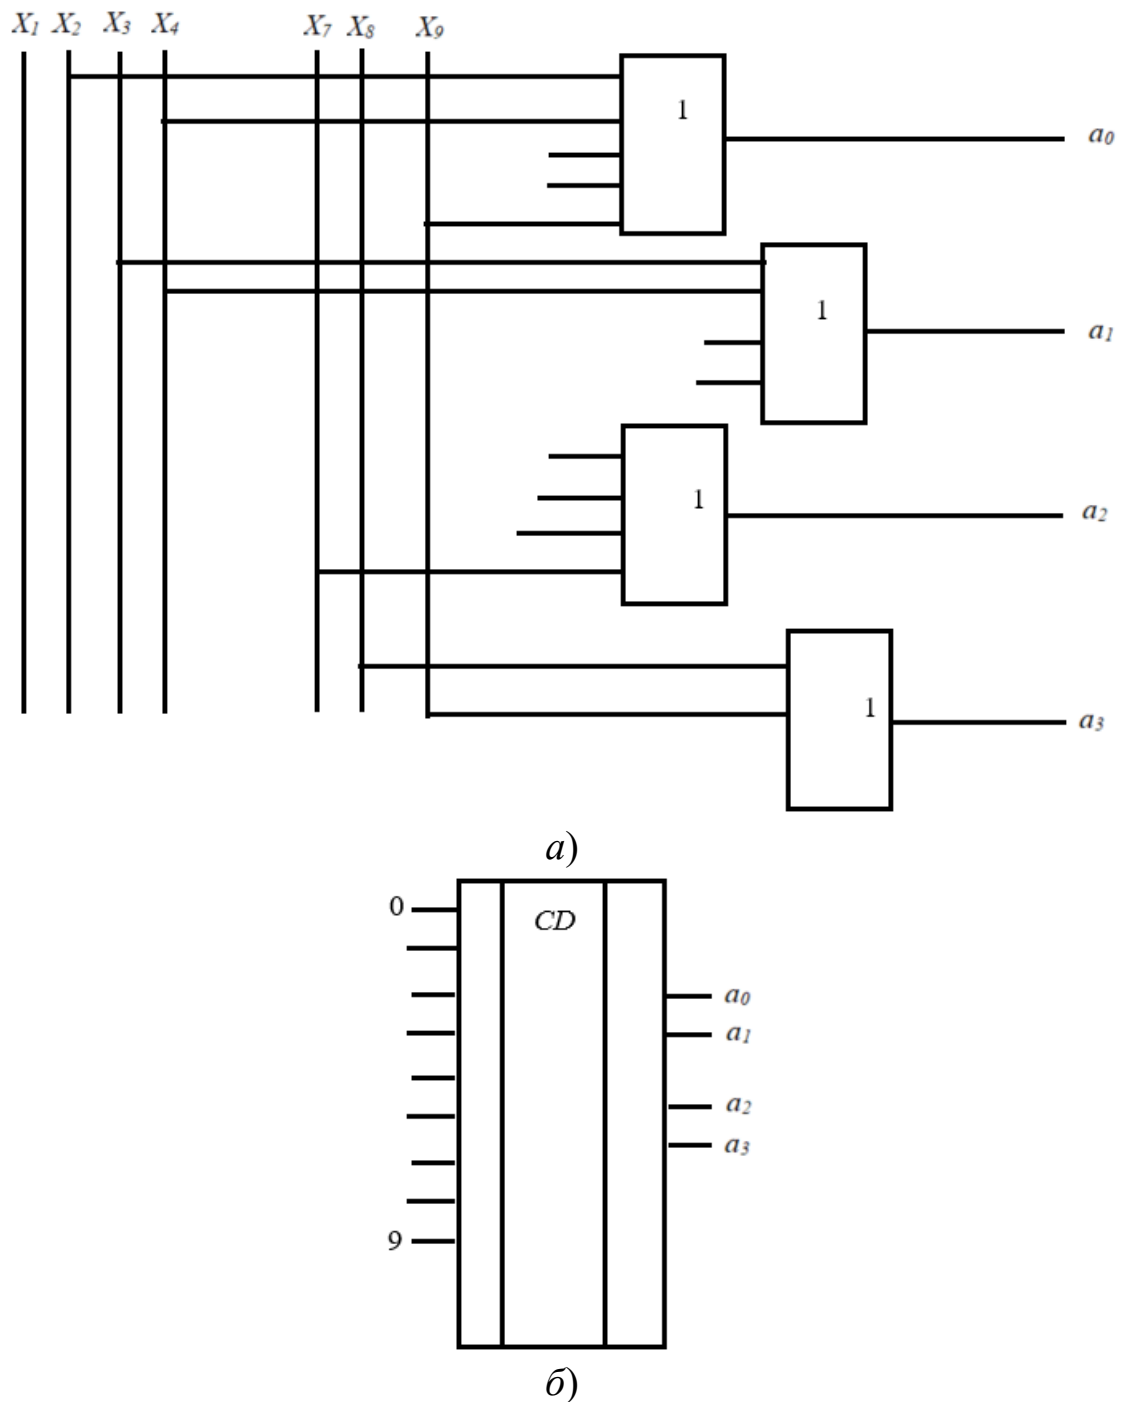 X₁ X₂ X₃ X₄ X₇ X₈ X₉
1
a₀
1
a₁
1
a₂
1
a₃
а)
0
CD
a₀
a₁
a₂
a₃
9
б)